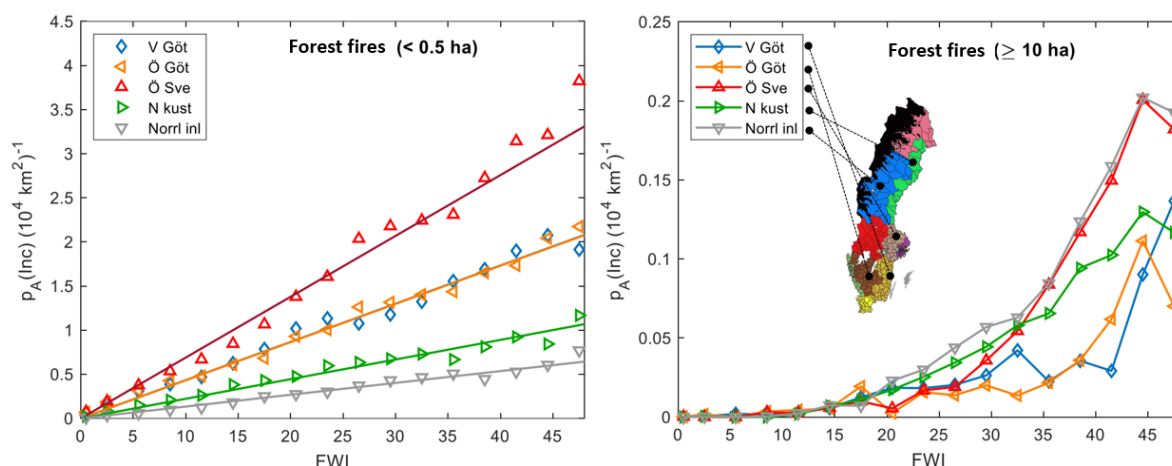 Forest fires (< 0.5 ha)
V Göt
Ö Göt
Ö Sve
N kust
Norrl inl
4.5
4
3.5
3
2.5
2
1.5
1
0.5
0
p_A(Inc) (10^4 km^2)^-1
0 5 10 15 20 25 30 35 40 45
FWI
Forest fires (≥ 10 ha)
V Göt
Ö Göt
Ö Sve
N kust
Norrl inl
0.25
0.2
0.15
0.1
0.05
0
p_A(Inc) (10^4 km^2)^-1
0 5 10 15 20 25 30 35 40 45
FWI